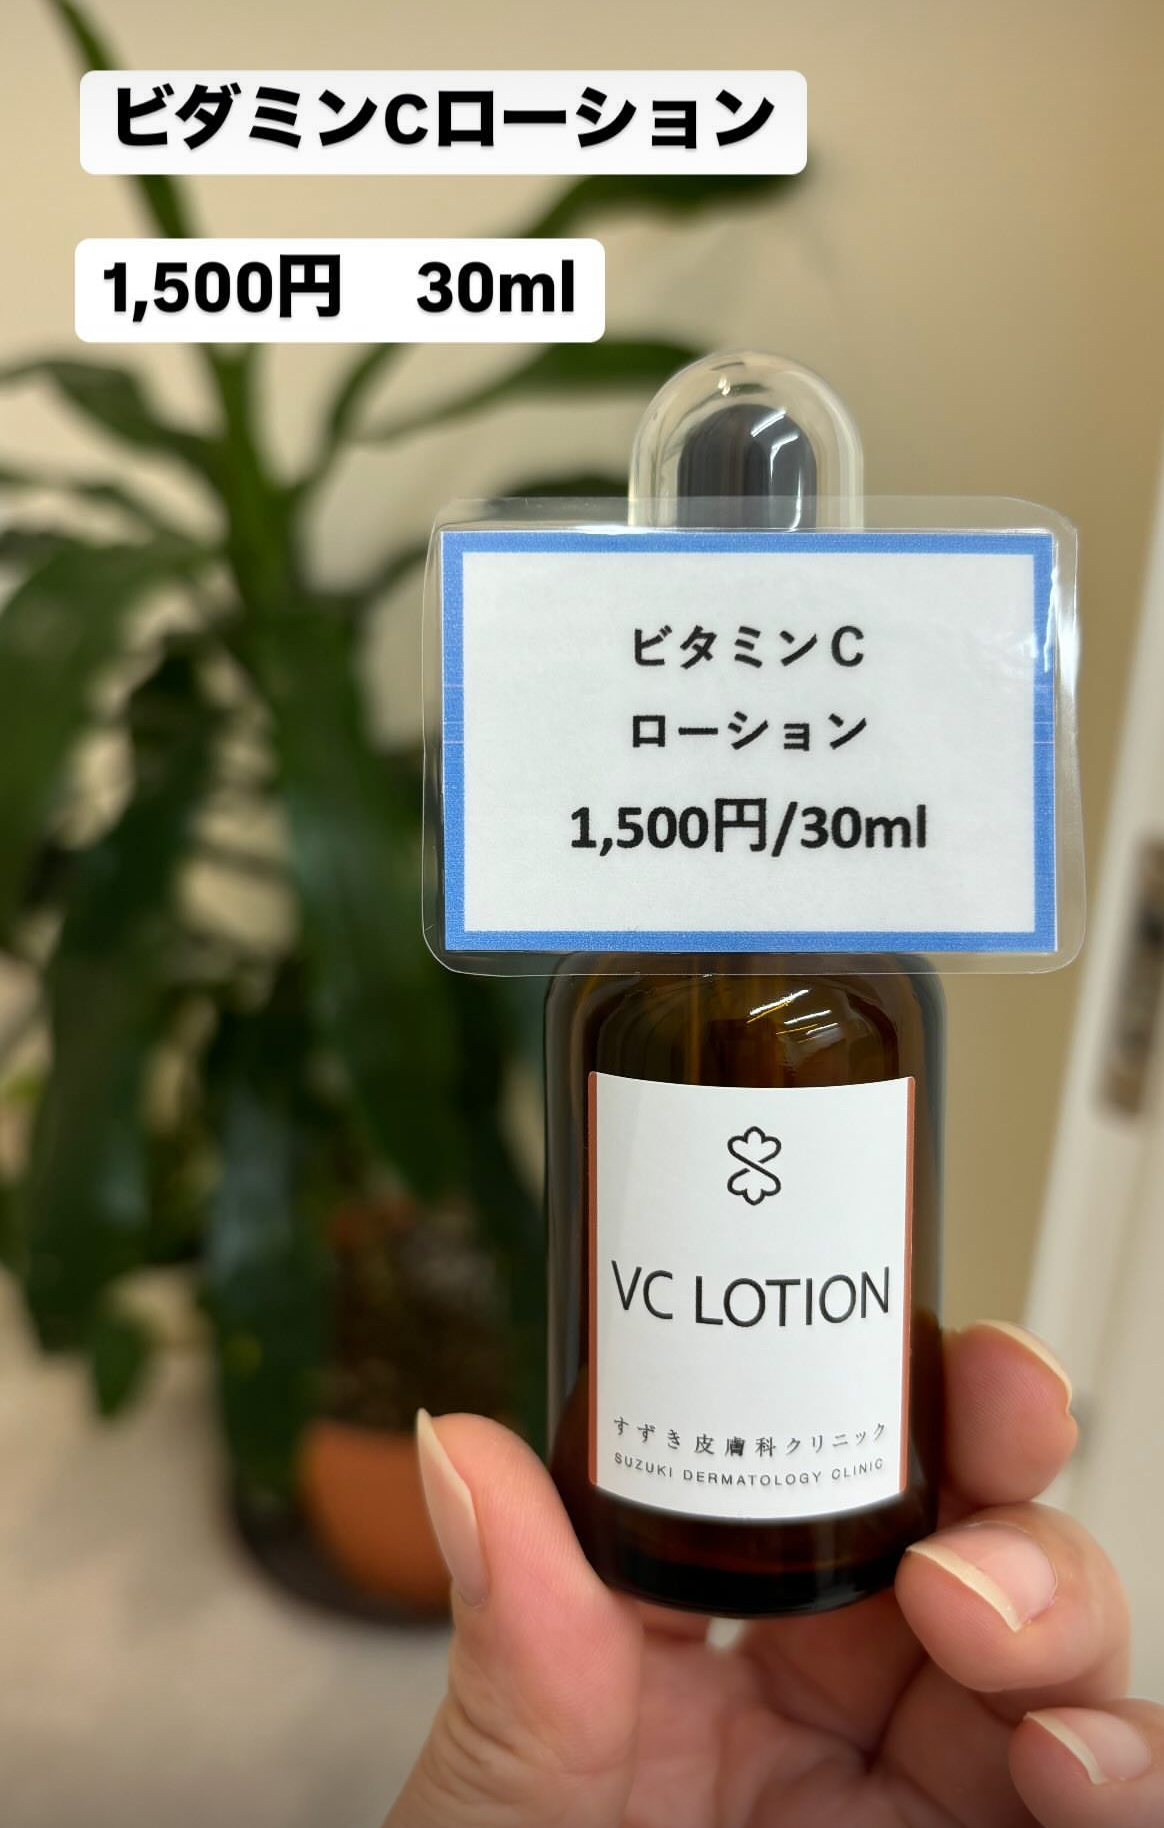 ビダミンCローション
1,500円　30ml
ビタミンC
ローション
1,500円/30ml
VC LOTION
すずき皮膚科クリニック
SUZUKI DERMATOLOGY CLINIC